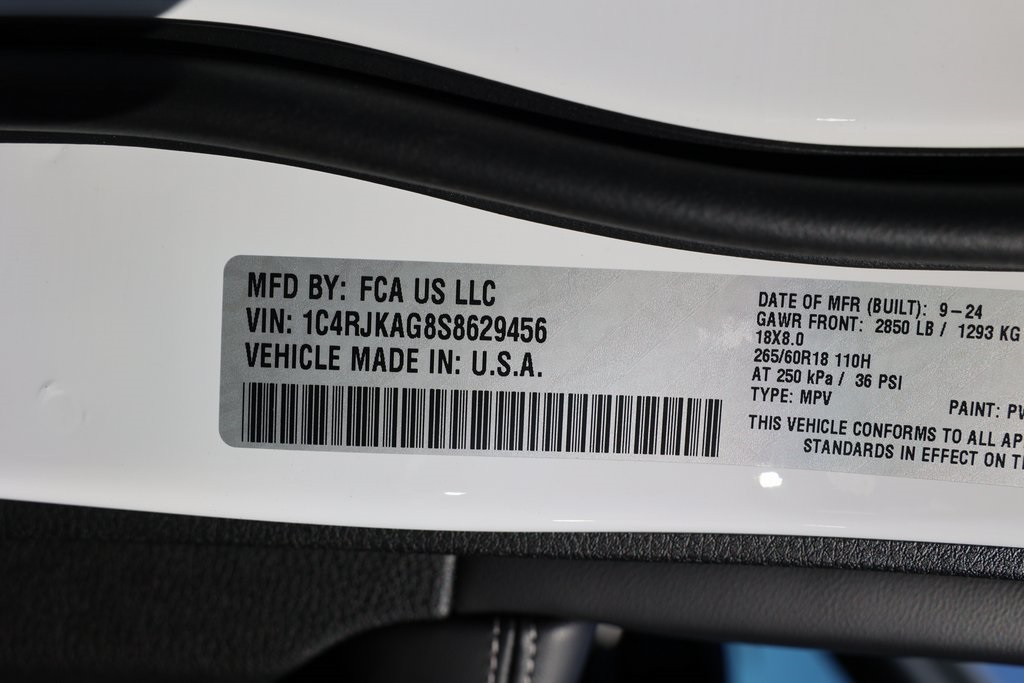 MFD BY: FCA US LLC
VIN: 1C4RJKAG8S8629456
VEHICLE MADE IN: U.S.A.
DATE OF MFR (BUILT): 9-24
GAWR FRONT: 2850 LB / 1293 KG
18X8.0
265/60R18 110H
AT 250 kPa / 36 PSI
TYPE: MPV
PAINT:
THIS VEHICLE CONFORMS TO ALL
STANDARDS IN EFFECT ON